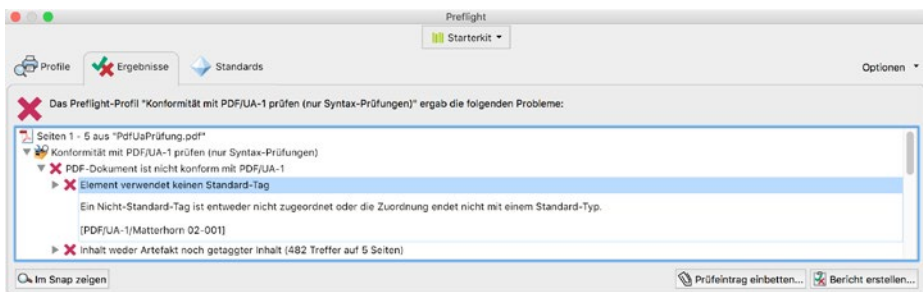 Preflight
Starterkit
Profile Ergebnisse Standards Optionen
Das Preflight-Profil "Konformität mit PDF/UA-1 prüfen (nur Syntax-Prüfungen)" ergab die folgenden Probleme:
Seiten 1 - 5 aus "PdfUaPrüfung.pdf"
Konformität mit PDF/UA-1 prüfen (nur Syntax-Prüfungen)
PDF-Dokument ist nicht konform mit PDF/UA-1
Element verwendet keinen Standard-Tag
Ein Nicht-Standard-Tag ist entweder nicht zugeordnet oder die Zuordnung endet nicht mit einem Standard-Typ.
[PDF/UA-1/Matterhorn 02-001]
Inhalt weder Artefakt noch getaggter Inhalt (482 Treffer auf 5 Seiten)
Im Snap zeigen Prüfeintrag einbetten... Bericht erstellen...